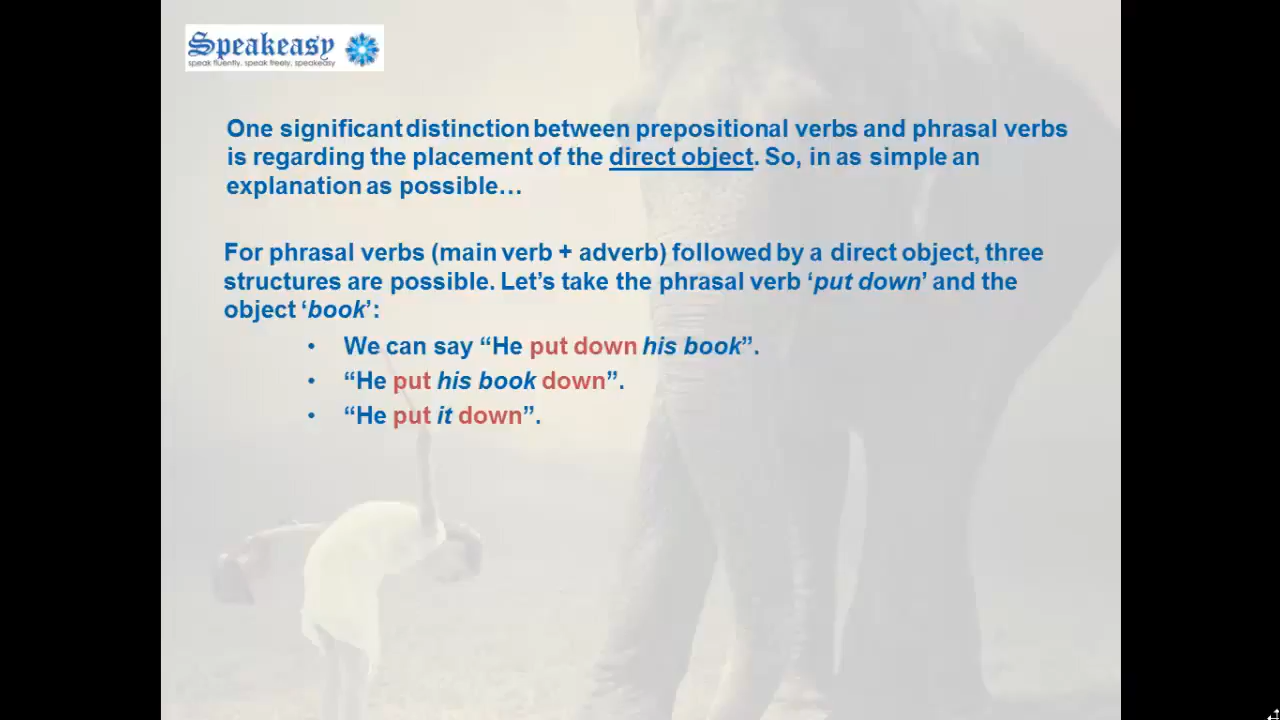 Speakeasy
speak fluently, speak freely, speakeasy
One significant distinction between prepositional verbs and phrasal verbs
is regarding the placement of the direct object. So, in as simple an
explanation as possible…
For phrasal verbs (main verb + adverb) followed by a direct object, three
structures are possible. Let’s take the phrasal verb ‘put down’ and the
object ‘book’:
• We can say “He put down his book”.
• “He put his book down”.
• “He put it down”.